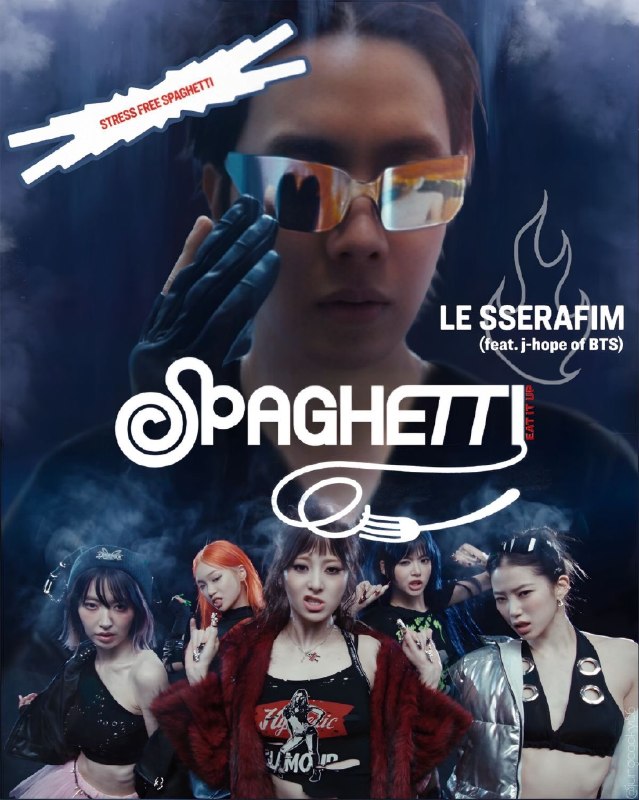 STRESS FREE SPAGHETTI
LE SSERAFIM
(feat. j-hope of BTS)
SPAGHETTI
EAT IT UP